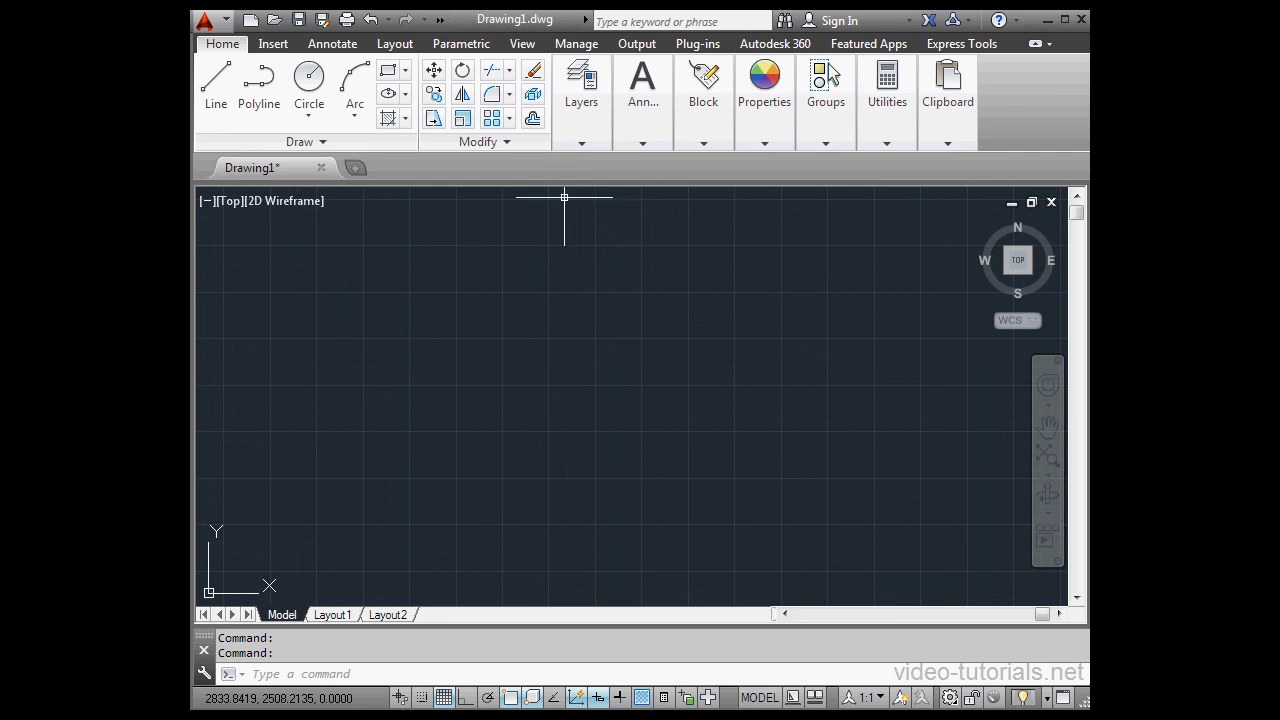 Drawing1.dwg
Type a keyword or phrase
Sign In
Home Insert Annotate Layout Parametric View Manage Output Plug-ins Autodesk 360 Featured Apps Express Tools
Line Polyline Circle Arc
Layers Ann... Block Properties Groups Utilities Clipboard
Draw Modify
Drawing1*
[−][Top][2D Wireframe]
N
W TOP E
S
WCS
Y
X
Model Layout1 Layout2
Command:
Command:
Type a command
video-tutorials.net
2833.8419, 2508.2135, 0.0000
MODEL
1:1